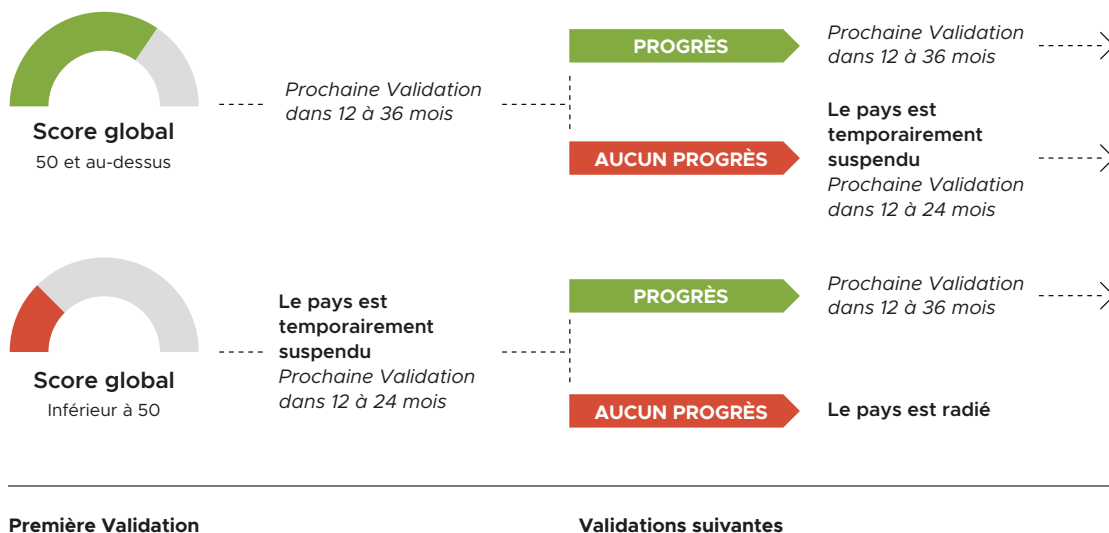 Score global
50 et au-dessus
Prochaine Validation
dans 12 à 36 mois
PROGRÈS
Prochaine Validation
dans 12 à 36 mois
AUCUN PROGRÈS
Le pays est
temporairement
suspendu
Prochaine Validation
dans 12 à 24 mois
Score global
Inférieur à 50
Le pays est
temporairement
suspendu
Prochaine Validation
dans 12 à 24 mois
PROGRÈS
Prochaine Validation
dans 12 à 36 mois
AUCUN PROGRÈS
Le pays est radié
Première Validation
Validations suivantes